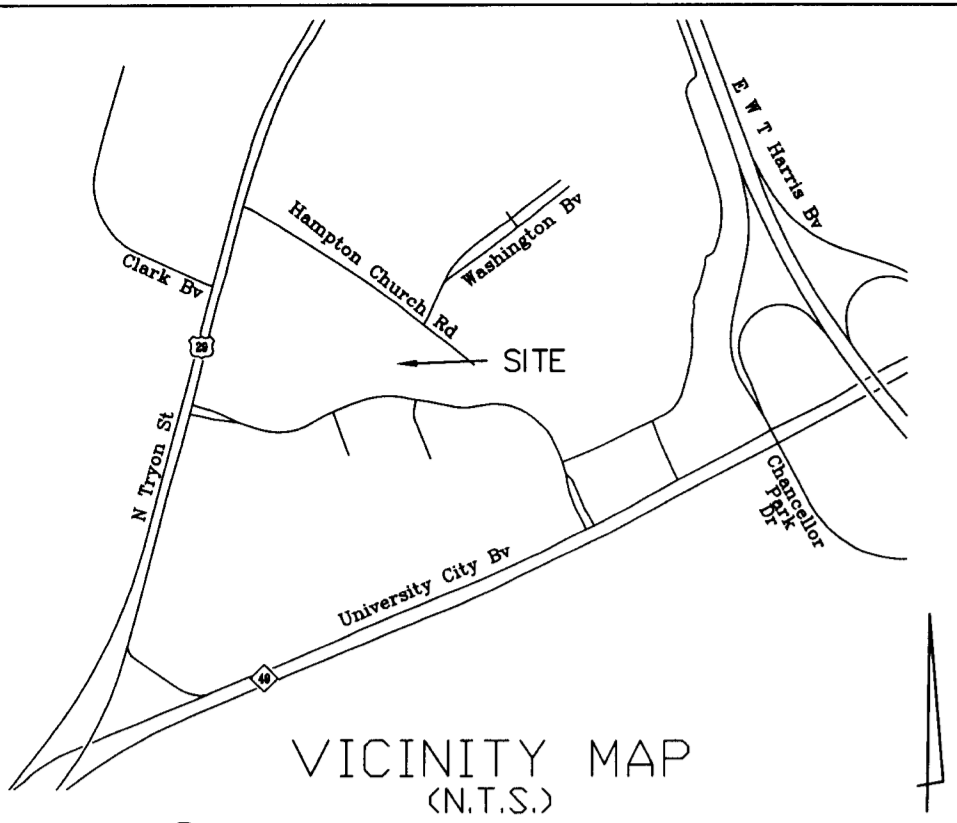 E W T Harris Bv
Hampton Church Rd
Washington Bv
Clark Bv
29
SITE
N Tryon St
Chancellor
Park
Dr
University City Bv
49
VICINITY MAP
(N.T.S.)